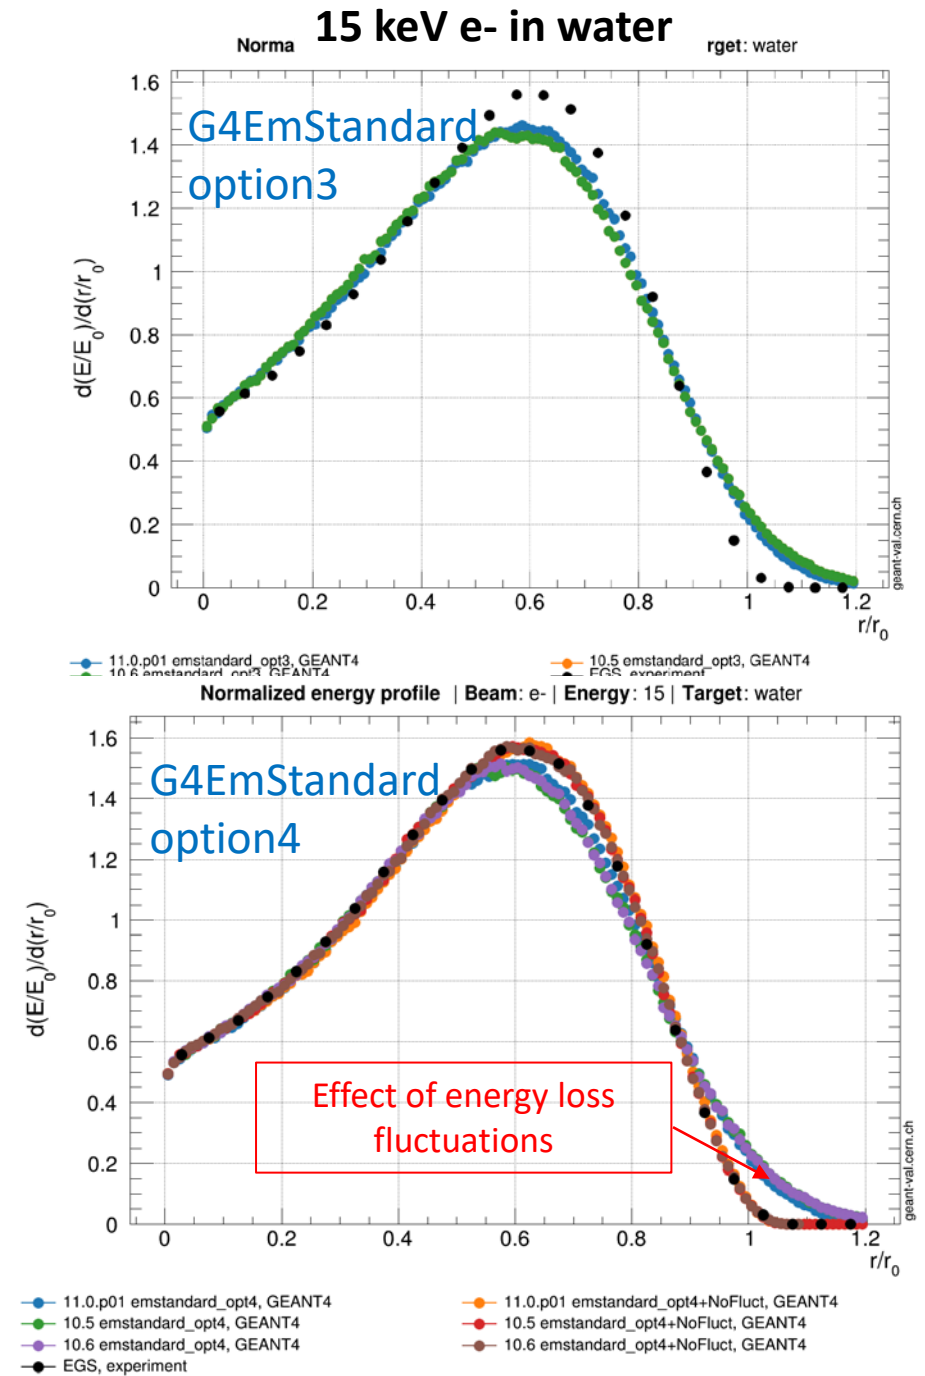 15 keV e- in water
Norma
rget: water
G4EmStandard
option3
1.6
1.4
1.2
1
0.8
0.6
0.4
0.2
0
d(E/E0)/d(r/r0)
0 0.2 0.4 0.6 0.8 1 1.2
r/r0
geant-val.cern.ch
11.0.p01 emstandard_opt3, GEANT4
10.5 emstandard_opt3, GEANT4
10.6 emstandard_opt3, GEANT4
EGS, experiment
Normalized energy profile | Beam: e- | Energy: 15 | Target: water
G4EmStandard
option4
1.6
1.4
1.2
1
0.8
0.6
0.4
0.2
0
d(E/E0)/d(r/r0)
Effect of energy loss
fluctuations
0 0.2 0.4 0.6 0.8 1 1.2
r/r0
geant-val.cern.ch
11.0.p01 emstandard_opt4, GEANT4
11.0.p01 emstandard_opt4+NoFluct, GEANT4
10.5 emstandard_opt4, GEANT4
10.5 emstandard_opt4+NoFluct, GEANT4
10.6 emstandard_opt4, GEANT4
10.6 emstandard_opt4+NoFluct, GEANT4
EGS, experiment